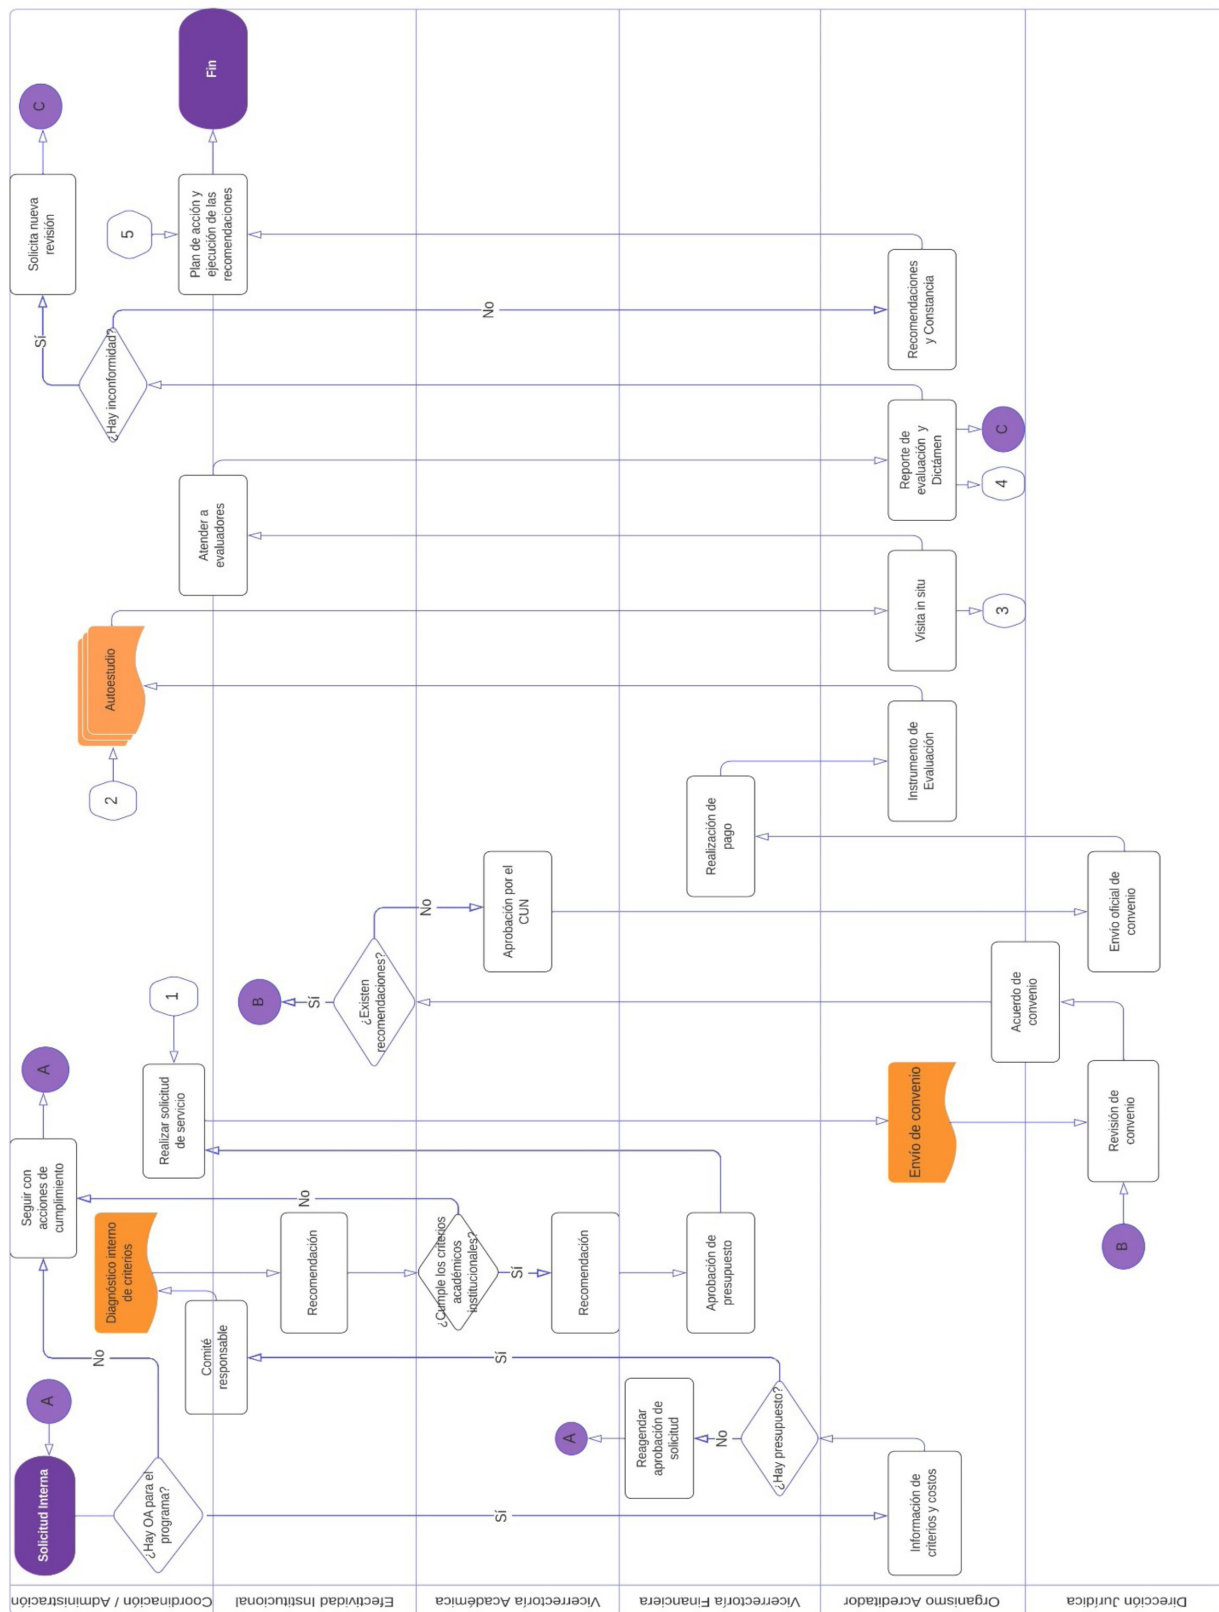 Coordinación / Administración
Efectividad Institucional
Vicerrectoría Académica
Vicerrectoría Financiera
Organismo Acreditador
Dirección Jurídica
Solicitud Interna
A
¿Hay OA para el
programa?
No
Sí
Información de
criterios y costos
¿Hay presupuesto?
No
Reagendar
aprobación de
solicitud
A
Sí
Comité
responsable
Diagnóstico interno
de criterios
Recomendación
¿Cumple los criterios
académicos
institucionales?
No
Sí
Seguir con
acciones de
cumplimiento
A
Recomendación
Aprobación de
presupuesto
Realizar solicitud
de servicio
1
Envío de convenio
B
Revisión de
convenio
Acuerdo de
convenio
¿Existen
recomendaciones?
Sí
B
No
Aprobación por el
CUN
Envío oficial de
convenio
Realización de
pago
Instrumento de
Evaluación
2
Autoestudio
Visita in situ
3
Atender a
evaluadores
Reporte de
evaluación y
Dictámen
4
C
¿Hay inconformidad?
Sí
No
Solicita nueva
revisión
C
Recomendaciones
y Constancia
5
Plan de acción y
ejecución de las
recomendaciones
Fin